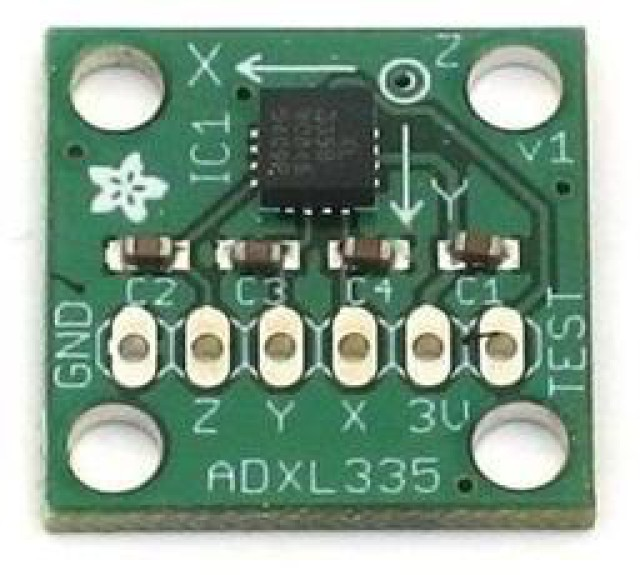 X Z
IC1 v1
Y
C2 C3 C4 C1
GND TEST
Z Y X 3V
ADXL335